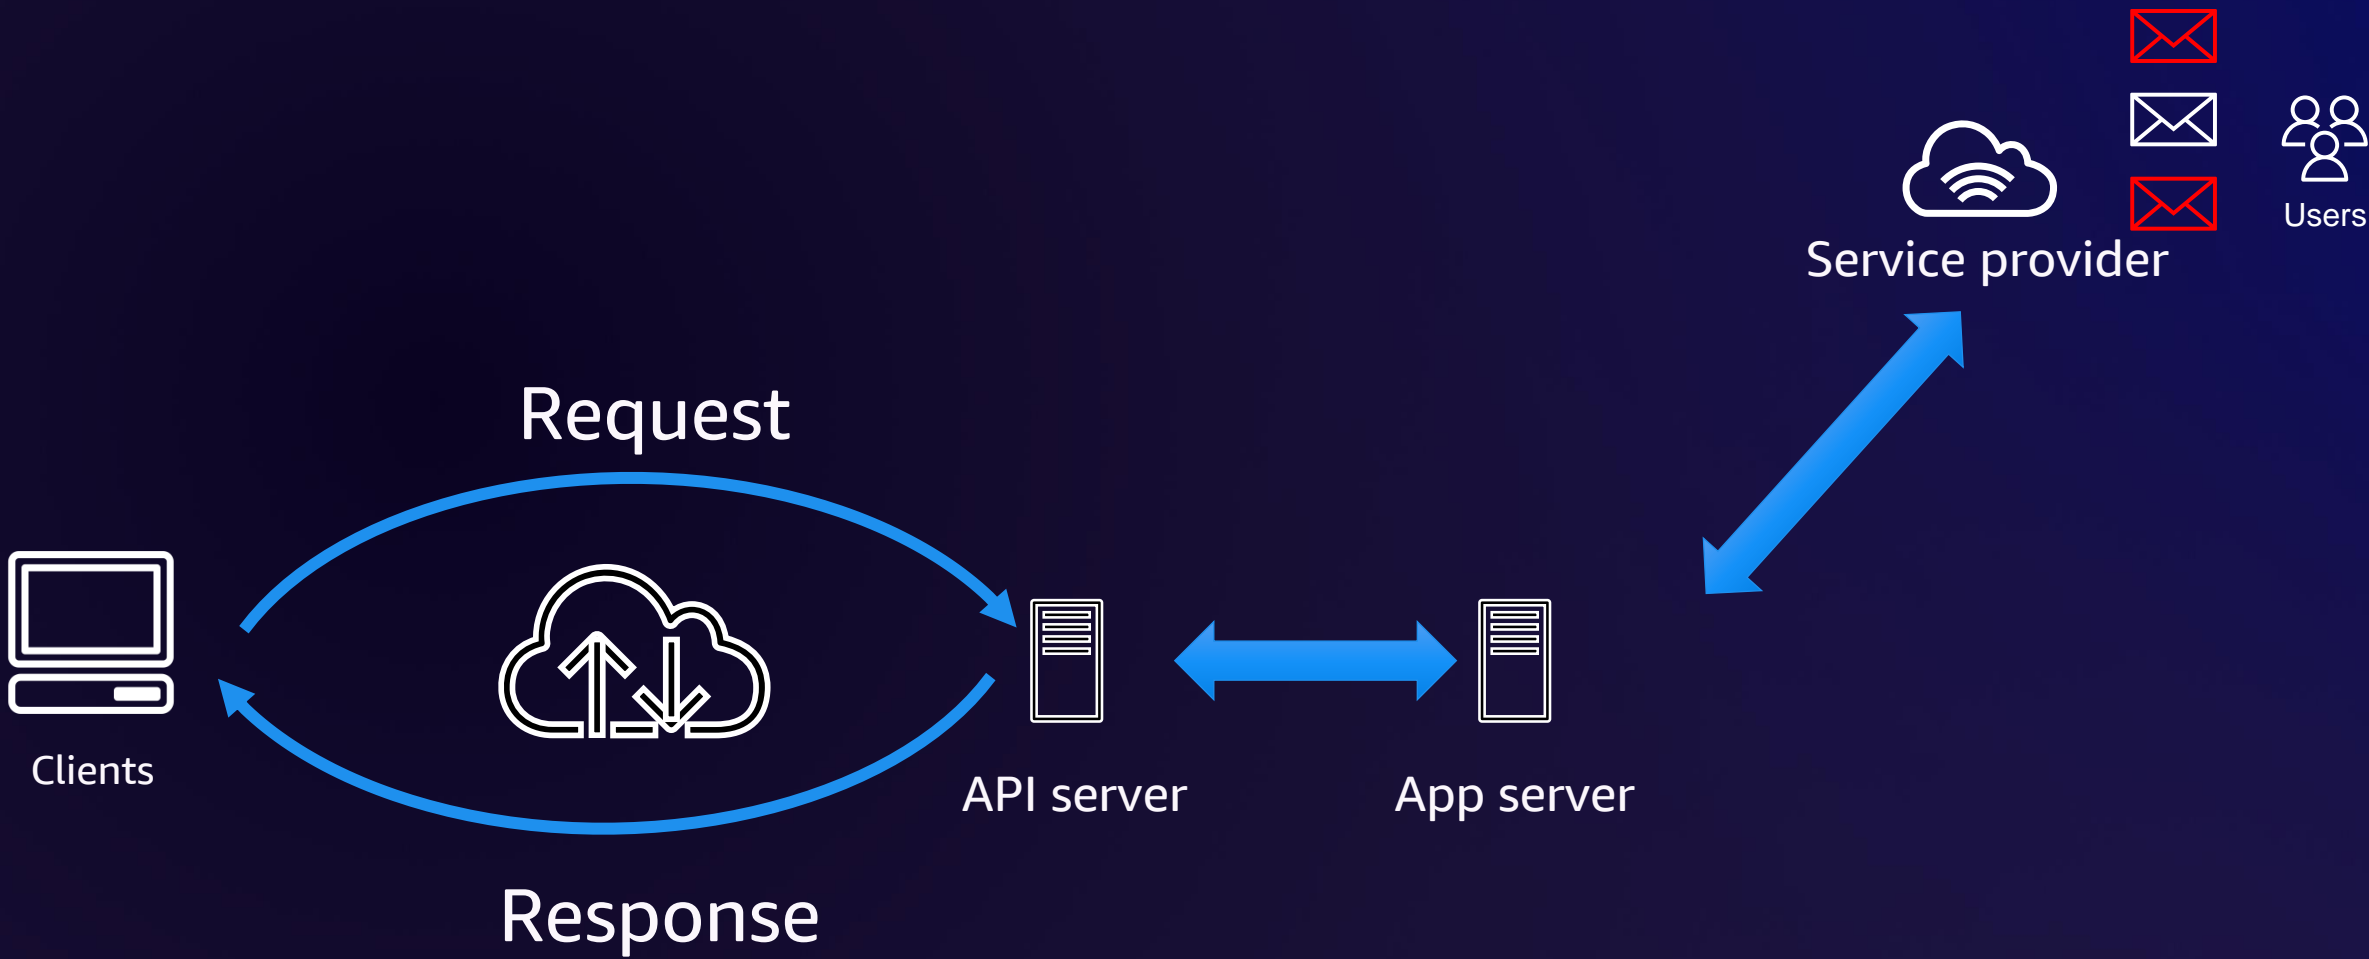 Users
Service provider
Request
Clients
API server
App server
Response